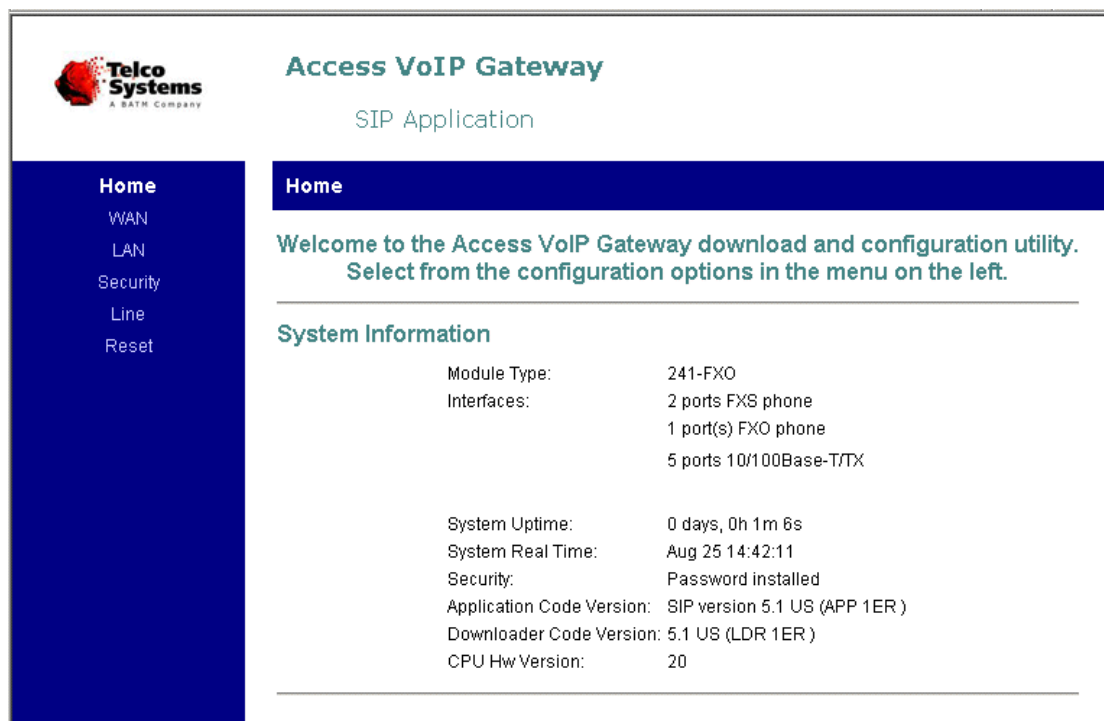 Telco
Systems
A BATM Company
Access VoIP Gateway
SIP Application
Home
WAN
LAN
Security
Line
Reset
Home
Welcome to the Access VoIP Gateway download and configuration utility.
Select from the configuration options in the menu on the left.
System Information
Module Type: 241-FXO
Interfaces: 2 ports FXS phone
1 port(s) FXO phone
5 ports 10/100Base-T/TX
System Uptime: 0 days, 0h 1m 6s
System Real Time: Aug 25 14:42:11
Security: Password installed
Application Code Version: SIP version 5.1 US (APP 1ER )
Downloader Code Version: 5.1 US (LDR 1ER )
CPU Hw Version: 20